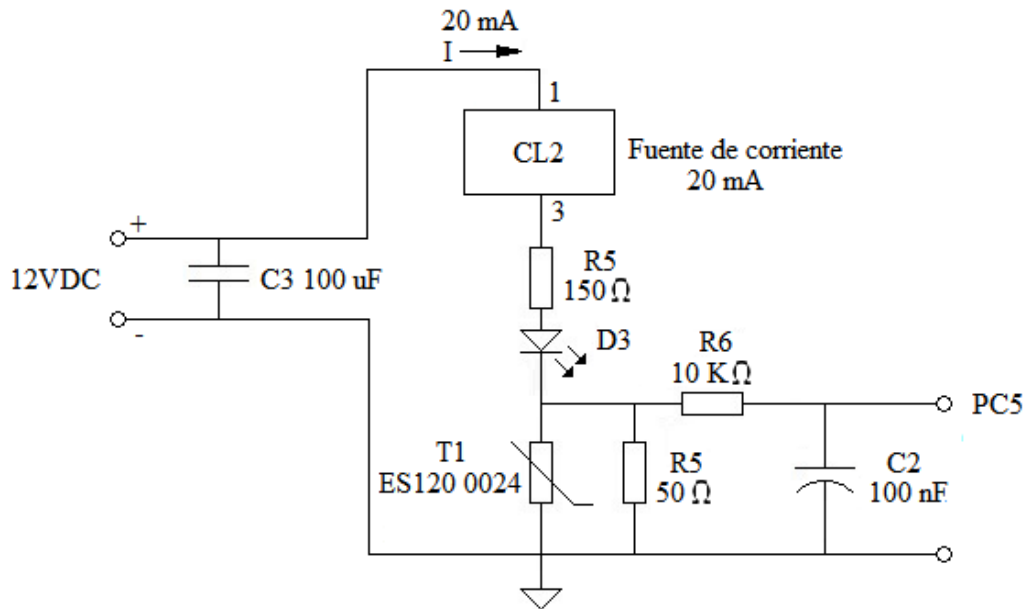 20 mA
I
1
CL2
Fuente de corriente
20 mA
3
+
12VDC
-
C3 100 uF
R5
150 Ω
D3
R6
10 K Ω
PC5
T1
ES120 0024
R5
50 Ω
C2
100 nF